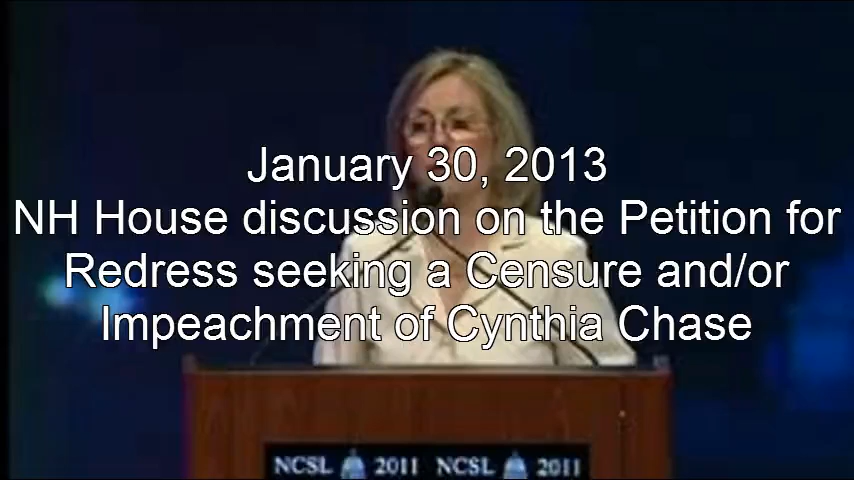 January 30, 2013
NH House discussion on the Petition for
Redress seeking a Censure and/or
Impeachment of Cynthia Chase
NCSL 2011 NCSL 2011